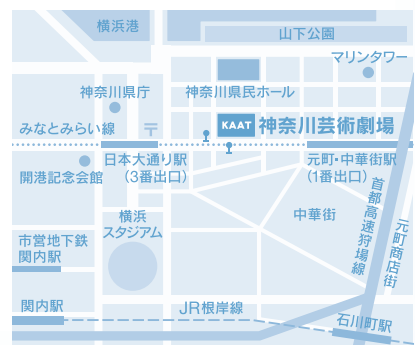 横浜港
山下公園
マリンタワー
神奈川県庁
神奈川県民ホール
みなとみらい線
〒
KAAT 神奈川芸術劇場
日本大通り駅
(3番出口)
元町・中華街駅
(1番出口)
開港記念会館
横浜
スタジアム
中華街
首都高速狩場線
元町商店街
市営地下鉄
関内駅
関内駅
JR根岸線
石川町駅